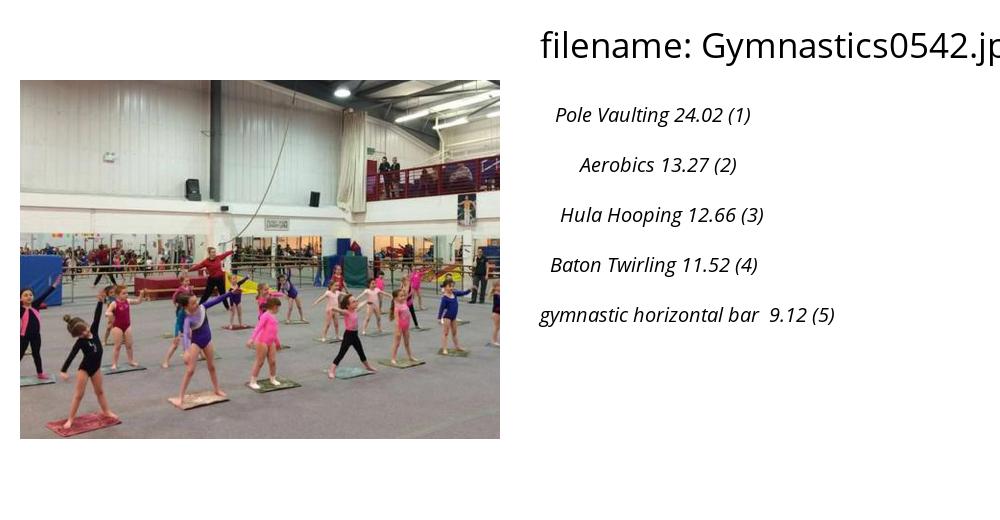 filename: Gymnastics0542.jp
Pole Vaulting 24.02 (1)
Aerobics 13.27 (2)
Hula Hooping 12.66 (3)
Baton Twirling 11.52 (4)
gymnastic horizontal bar 9.12 (5)